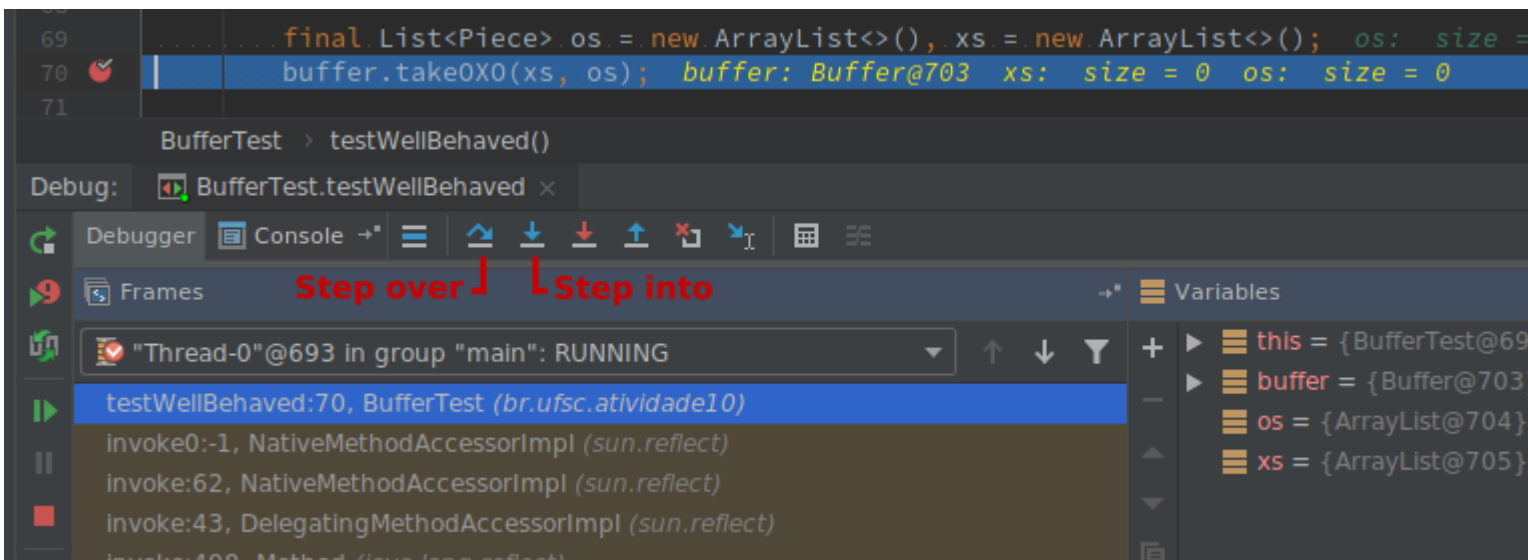 69 final List<Piece> os = new ArrayList<>(), xs = new ArrayList<>(); os: size =
70 buffer.takeOXO(xs, os); buffer: Buffer@703 xs: size = 0 os: size = 0
71
BufferTest > testWellBehaved()
Debug: BufferTest.testWellBehaved ×
Debugger Console
Step over Step into
9 Frames Variables
"Thread-0"@693 in group "main": RUNNING
this = {BufferTest@69
testWellBehaved:70, BufferTest (br.ufsc.atividade10)
buffer = {Buffer@703
invoke0:-1, NativeMethodAccessorImpl (sun.reflect)
os = {ArrayList@704}
invoke:62, NativeMethodAccessorImpl (sun.reflect)
xs = {ArrayList@705}
invoke:43, DelegatingMethodAccessorImpl (sun.reflect)